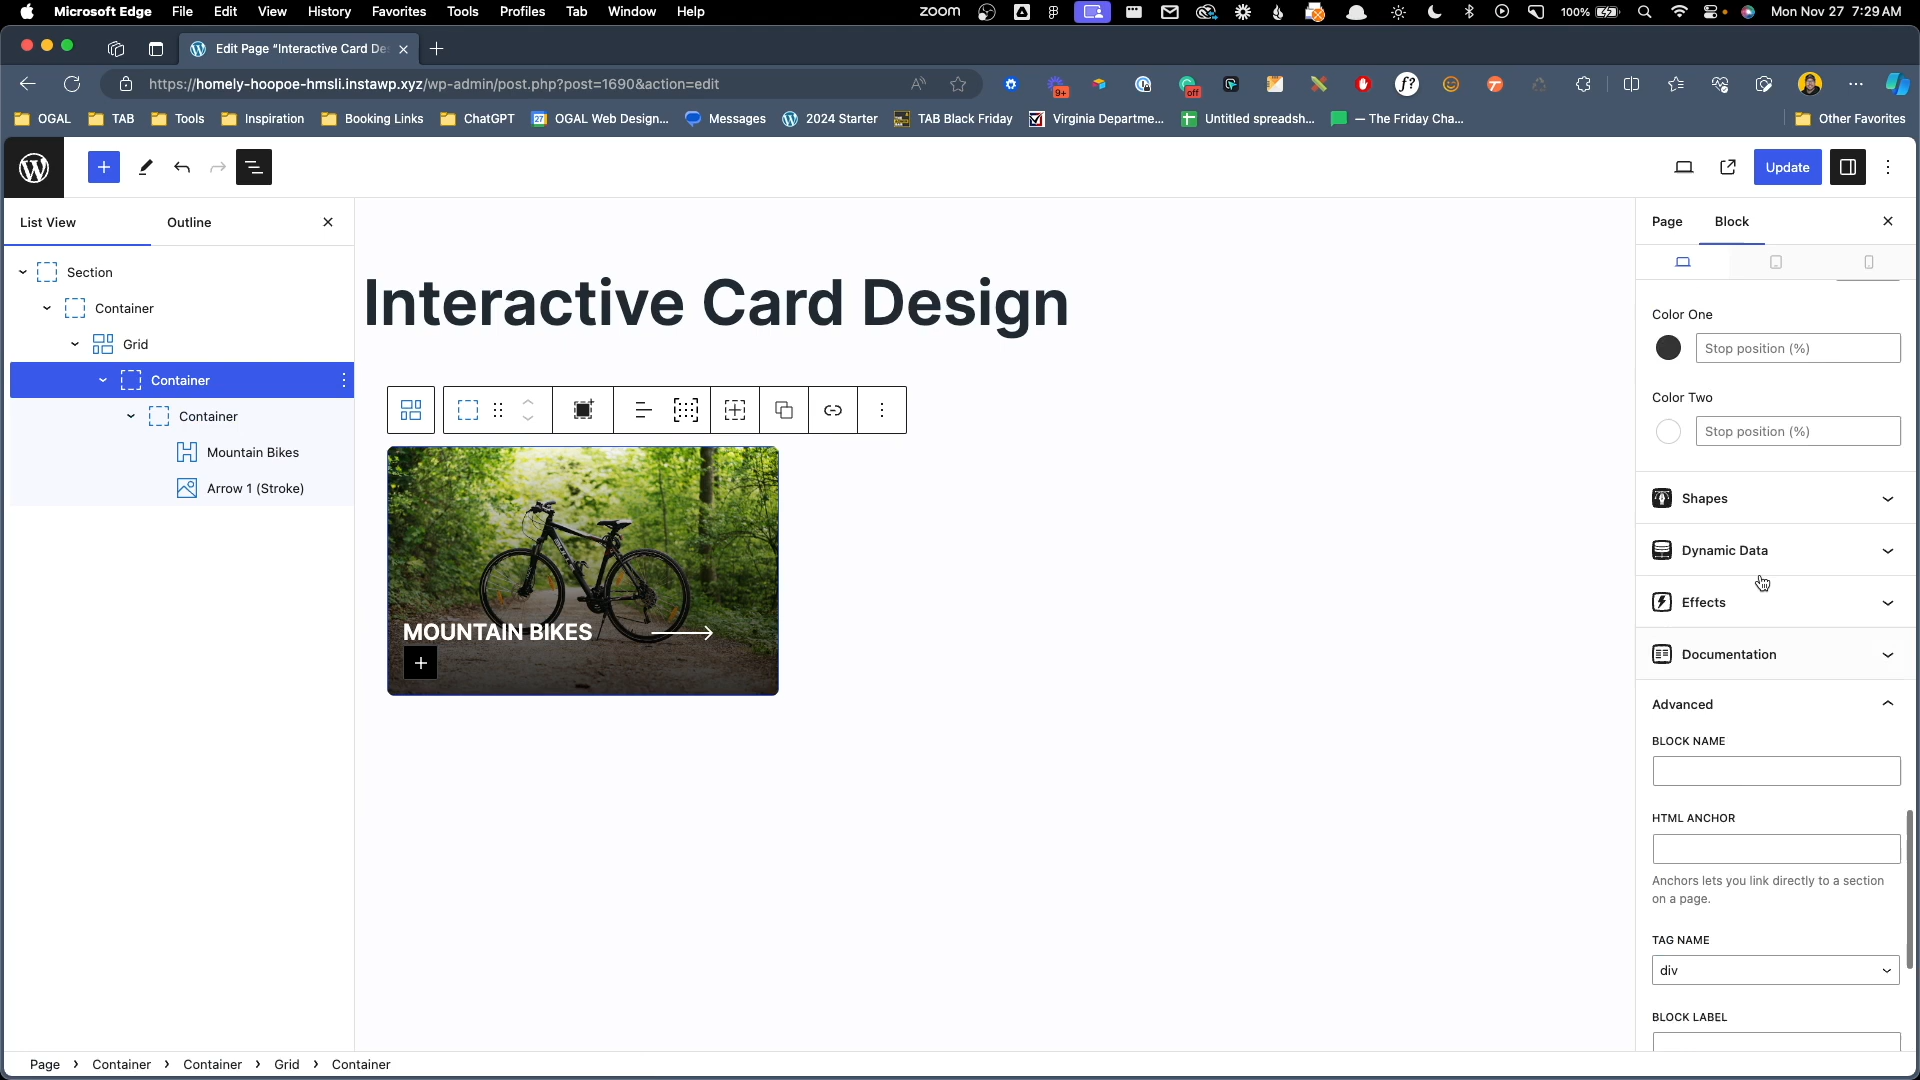 Microsoft Edge File Edit View History Favorites Tools Profiles Tab Window Help
zoom 100% Mon Nov 27 7:29 AM
Edit Page "Interactive Card De
https://homely-hoopoe-hmsli.instawp.xyz/wp-admin/post.php?post=1690&action=edit
9+ off f?
OGAL TAB Tools Inspiration Booking Links ChatGPT OGAL Web Design... Messages 2024 Starter TAB Black Friday Virginia Departme... Untitled spreadsh... — The Friday Cha... Other Favorites
Update
List View Outline
Page Block
Section
Container
Grid
Container
Container
Mountain Bikes
Arrow 1 (Stroke)
Interactive Card Design
MOUNTAIN BIKES
Color One
Stop position (%)
Color Two
Stop position (%)
Shapes
Dynamic Data
Effects
Documentation
Advanced
BLOCK NAME
HTML ANCHOR
Anchors lets you link directly to a section
on a page.
TAG NAME
div
BLOCK LABEL
Page > Container > Container > Grid > Container